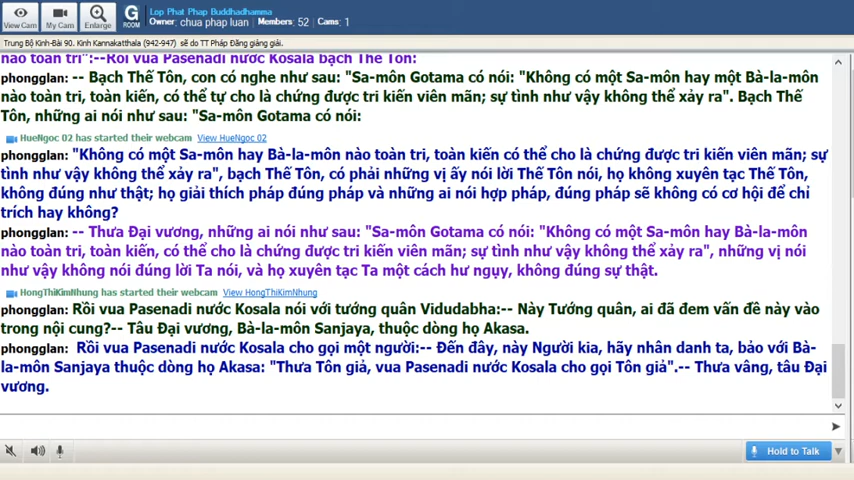 Lop Phat Phap Buddhadhamma
Owner: chua phap luan Members: 52 Cams: 1
View Cam
My Cam
Enlarge
G
ROOM
Trung Bộ Kinh-Bài 90. Kinh Kannakatthala (942-947) sẽ do TT Pháp Đăng giảng giải.
nào toàn tri":--Rồi vua Pasenadi nước Kosala bạch Thế Tôn:
phongglan: -- Bạch Thế Tôn, con có nghe như sau: "Sa-môn Gotama có nói: "Không có một Sa-môn hay một Bà-la-môn
nào toàn tri, toàn kiến, có thể tự cho là chứng được tri kiến viên mãn; sự tình như vậy không thể xảy ra". Bạch Thế
Tôn, những ai nói như sau: "Sa-môn Gotama có nói:
HueNgoc 02 has started their webcam View HueNgoc 02
phongglan: "Không có một Sa-môn hay Bà-la-môn nào toàn tri, toàn kiến có thể cho là chứng được tri kiến viên mãn; sự
tình như vậy không thể xảy ra", bạch Thế Tôn, có phải những vị ấy nói lời Thế Tôn nói, họ không xuyên tạc Thế Tôn,
không đúng như thật; họ giải thích pháp đúng pháp và những ai nói hợp pháp, đúng pháp sẽ không có cơ hội để chỉ
trích hay không?
phongglan: -- Thưa Đại vương, những ai nói như sau: "Sa-môn Gotama có nói: "Không có một Sa-môn hay Bà-la-môn
nào toàn tri, toàn kiến, có thể cho là chứng được tri kiến viên mãn; sự tình như vậy không thể xảy ra", những vị nói
như vậy không nói đúng lời Ta nói, và họ xuyên tạc Ta một cách hư ngụy, không đúng sự thật.
HongThiKimNhung has started their webcam View HongThiKimNhung
phongglan: Rồi vua Pasenadi nước Kosala nói với tướng quân Vidudabha:-- Này Tướng quân, ai đã đem vấn đề này vào
trong nội cung?-- Tâu Đại vương, Bà-la-môn Sanjaya, thuộc dòng họ Akasa.
phongglan: Rồi vua Pasenadi nước Kosala cho gọi một người:-- Đến đây, này Người kia, hãy nhân danh ta, bảo với Bà-
la-môn Sanjaya thuộc dòng họ Akasa: "Thưa Tôn giả, vua Pasenadi nước Kosala cho gọi Tôn giả".-- Thưa vâng, tâu Đại
vương.
Hold to Talk